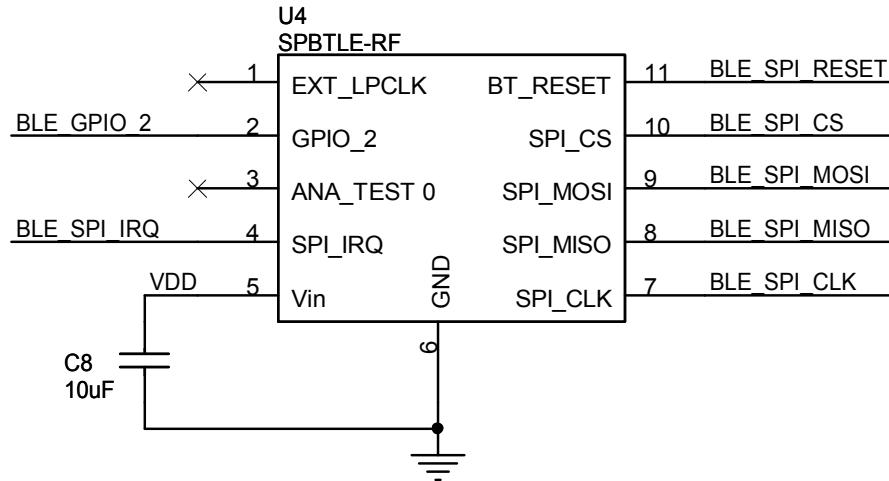 U4
SPBTLE-RF
1 EXT_LPCLK BT_RESET 11 BLE_SPI_RESET
BLE_GPIO_2 2 GPIO_2 SPI_CS 10 BLE_SPI_CS
3 ANA_TEST 0 SPI_MOSI 9 BLE_SPI_MOSI
BLE_SPI_IRQ 4 SPI_IRQ SPI_MISO 8 BLE_SPI_MISO
VDD 5 Vin GND SPI_CLK 7 BLE_SPI_CLK
6
C8
10uF